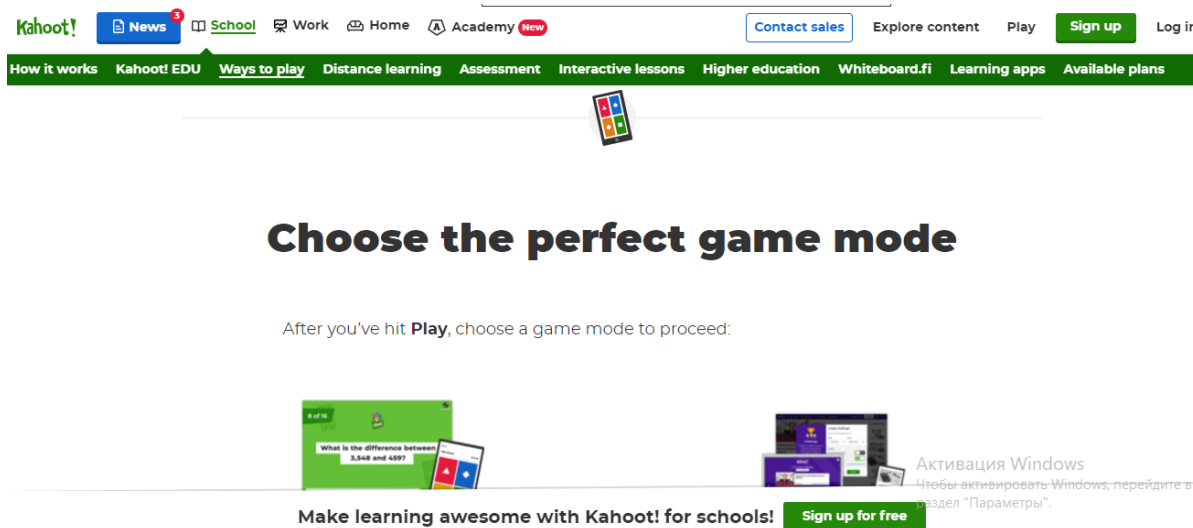 Kahoot! News 3 School Work Home Academy New Contact sales Explore content Play Sign up Log in
How it works Kahoot! EDU Ways to play Distance learning Assessment Interactive lessons Higher education Whiteboard.fi Learning apps Available plans
Choose the perfect game mode
After you've hit Play, choose a game mode to proceed:
8 of 16
What is the difference between
3,548 and 459?
Активация Windows
Чтобы активировать Windows, перейдите в
раздел "Параметры".
Make learning awesome with Kahoot! for schools! Sign up for free